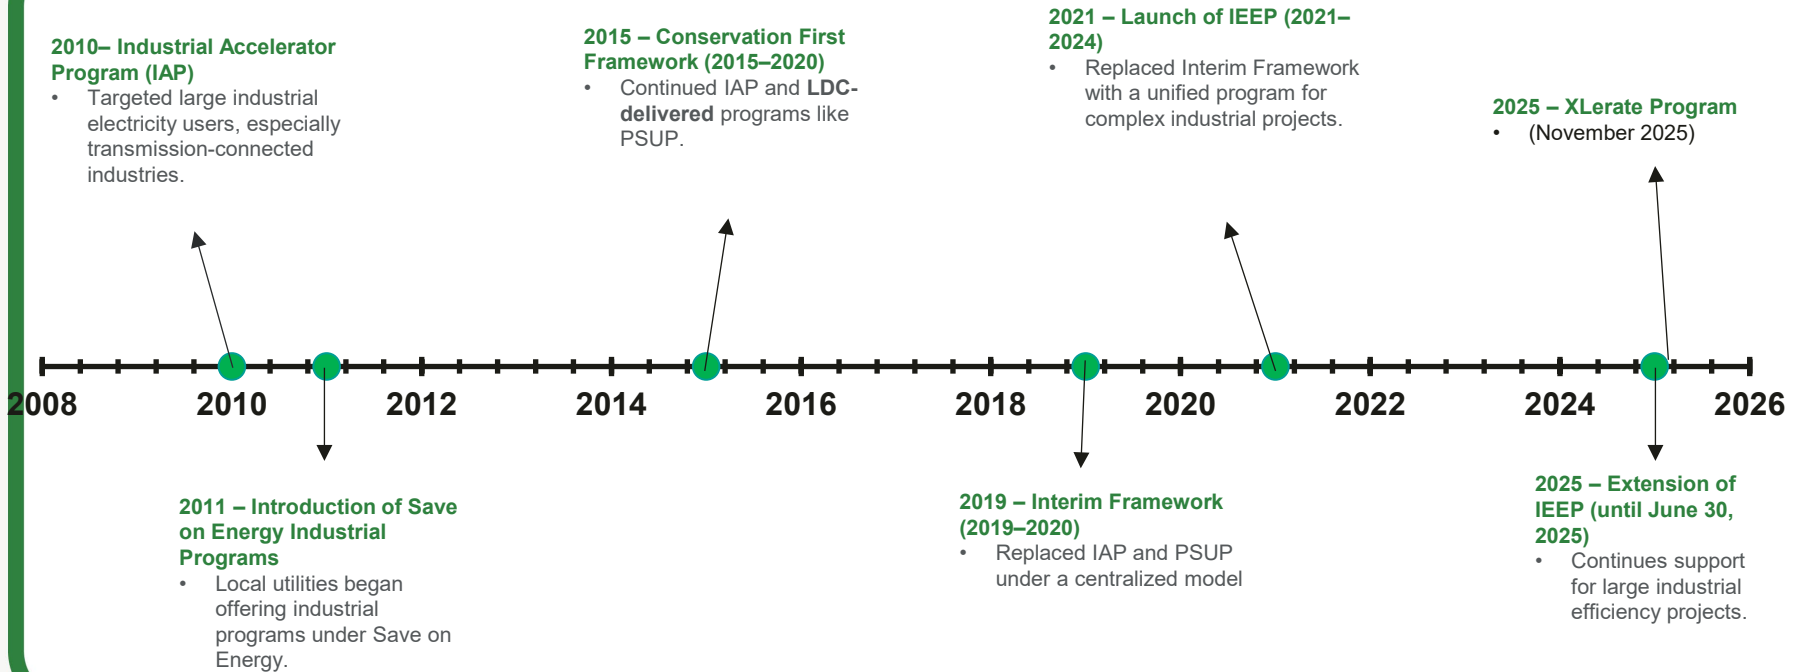 2010– Industrial Accelerator
Program (IAP)
• Targeted large industrial
electricity users, especially
transmission-connected
industries.
2015 – Conservation First
Framework (2015–2020)
• Continued IAP and LDC-
delivered programs like
PSUP.
2021 – Launch of IEEP (2021–
2024)
• Replaced Interim Framework
with a unified program for
complex industrial projects.
2025 – XLerate Program
• (November 2025)
2008 2010 2012 2014 2016 2018 2020 2022 2024 2026
2011 – Introduction of Save
on Energy Industrial
Programs
• Local utilities began
offering industrial
programs under Save on
Energy.
2019 – Interim Framework
(2019–2020)
• Replaced IAP and PSUP
under a centralized model
2025 – Extension of
IEEP (until June 30,
2025)
• Continues support
for large industrial
efficiency projects.